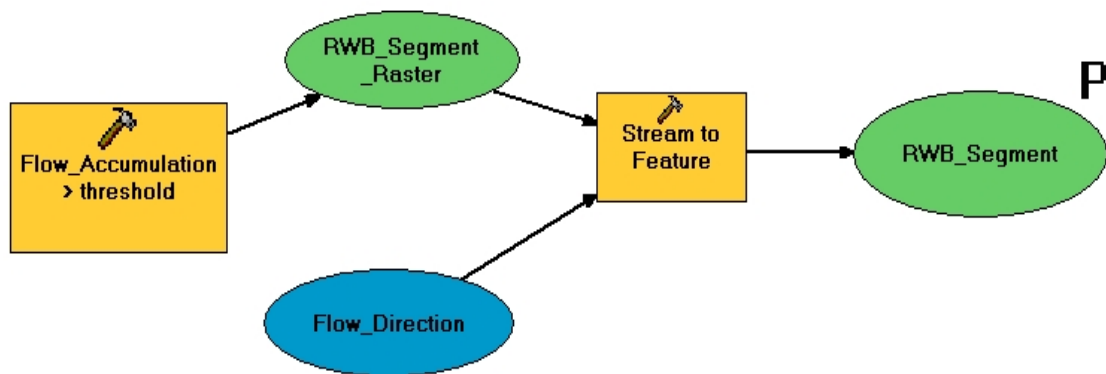 RWB_Segment
_Raster
P
Flow_Accumulation
> threshold
Stream to
Feature
RWB_Segment
Flow_Direction